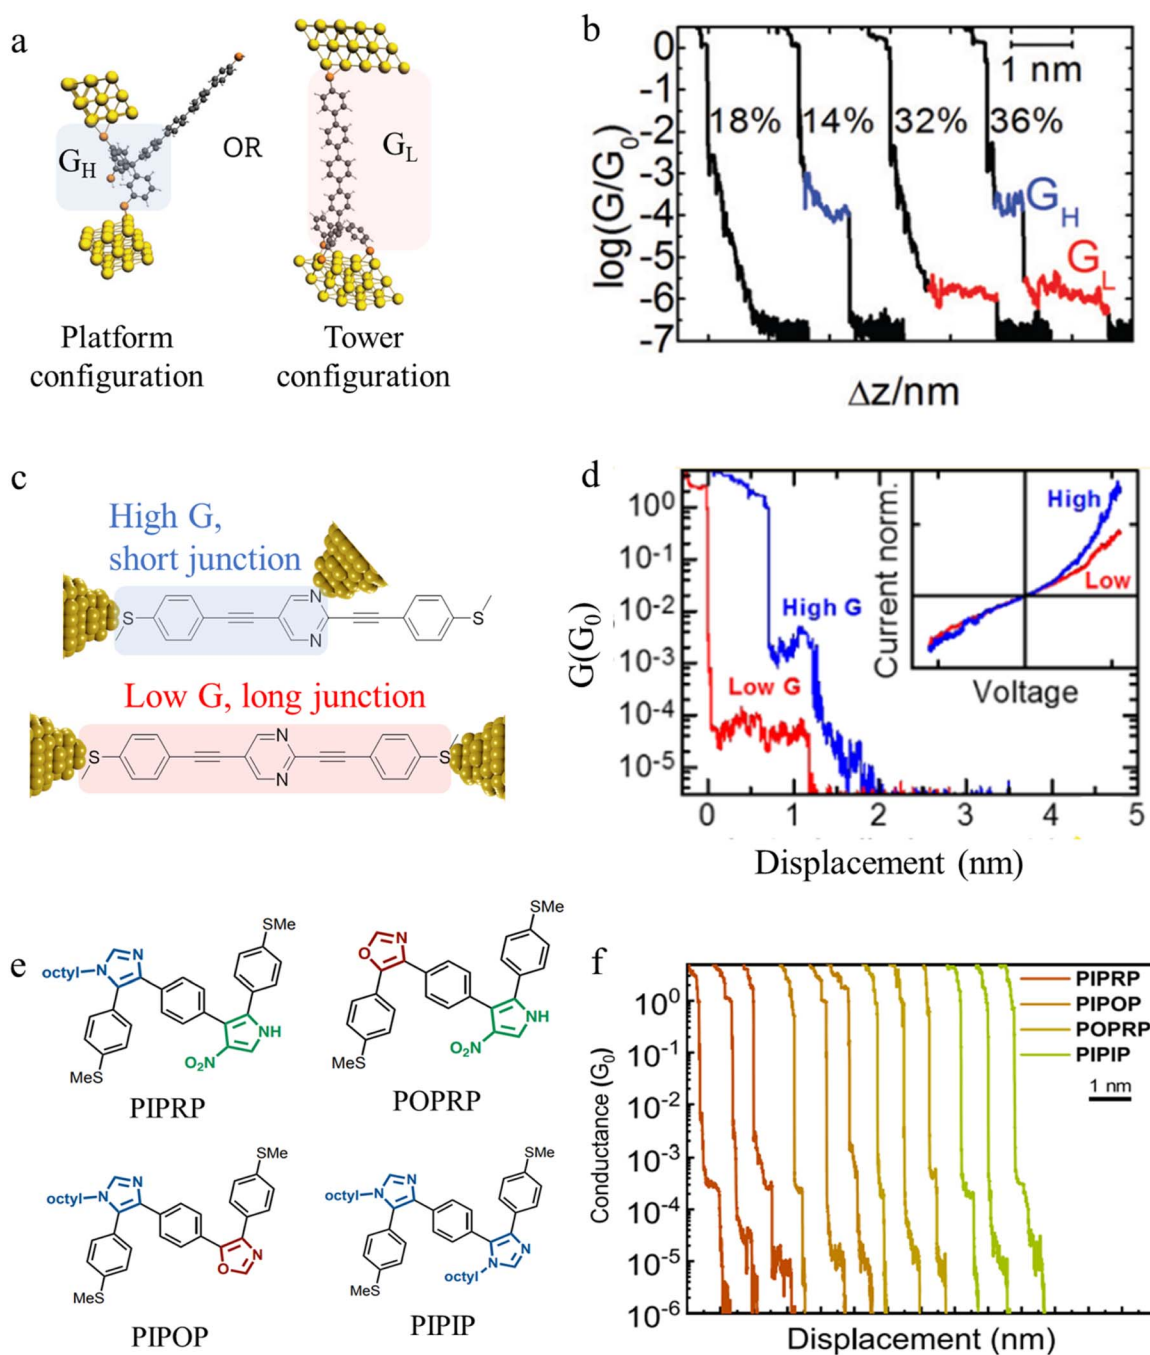 a
G_H
OR
G_L
Platform
configuration
Tower
configuration
b
log(G/G_0)
0
-1
-2
-3
-4
-5
-6
-7
1 nm
18%
14%
32%
36%
G_H
G_L
Δz/nm
c
High G,
short junction
S
N
N
S
Low G, long junction
S
N
N
S
d
G(G_0)
10^0
10^-1
10^-2
10^-3
10^-4
10^-5
High G
Low G
Current norm.
High
Low
Voltage
0 1 2 3 4 5
Displacement (nm)
e
SMe
N
octyl-N
NH
O_2N
MeS
PIPRP
SMe
N
O
NH
O_2N
MeS
POPRP
SMe
N
octyl-N
N
O
MeS
PIPOP
SMe
N
octyl-N
N
octyl-N
MeS
PIPIP
f
Conductance (G_0)
10^0
10^-1
10^-2
10^-3
10^-4
10^-5
10^-6
PIPRP
PIPOP
POPRP
PIPIP
1 nm
Displacement (nm)